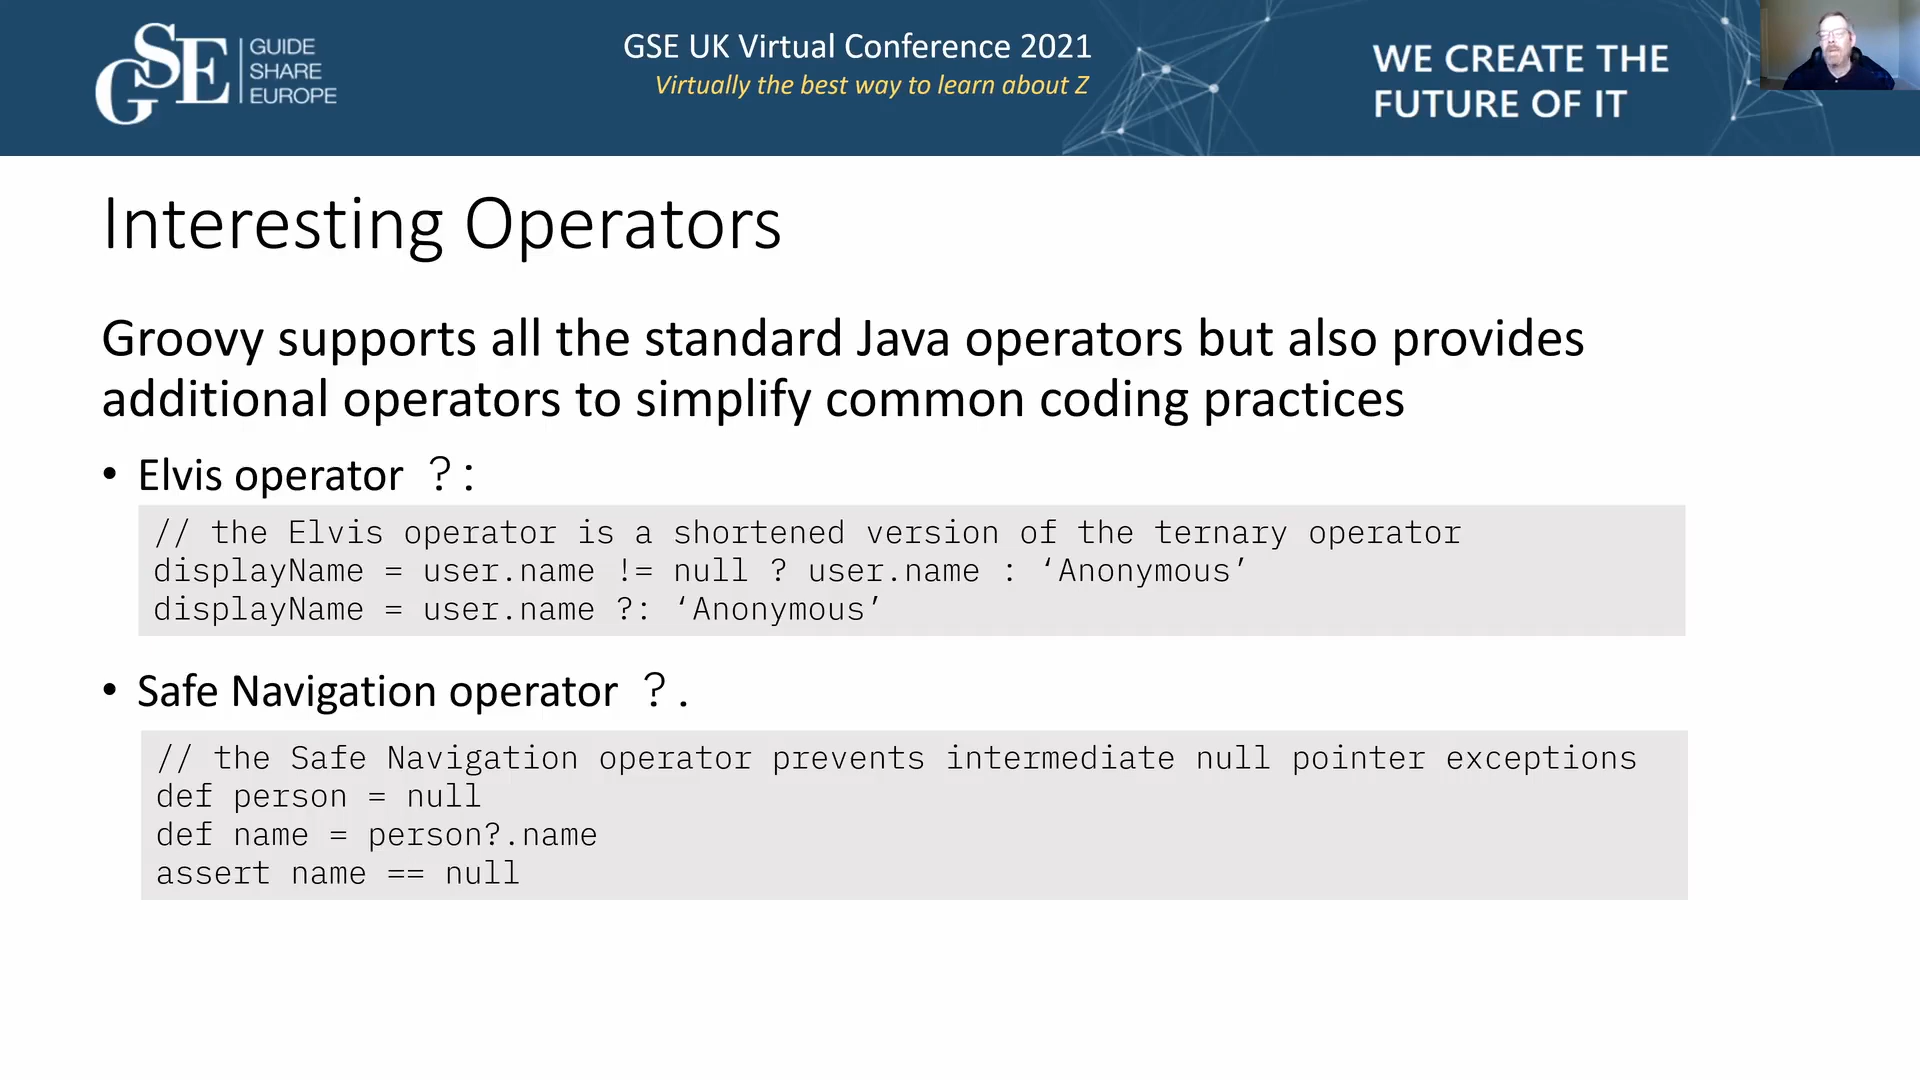 GSE GUIDE
SHARE
EUROPE
GSE UK Virtual Conference 2021
Virtually the best way to learn about Z
WE CREATE THE
FUTURE OF IT
Interesting Operators
Groovy supports all the standard Java operators but also provides
additional operators to simplify common coding practices
• Elvis operator ?:
// the Elvis operator is a shortened version of the ternary operator
displayName = user.name != null ? user.name : ‘Anonymous’
displayName = user.name ?: ‘Anonymous’
• Safe Navigation operator ?.
// the Safe Navigation operator prevents intermediate null pointer exceptions
def person = null
def name = person?.name
assert name == null